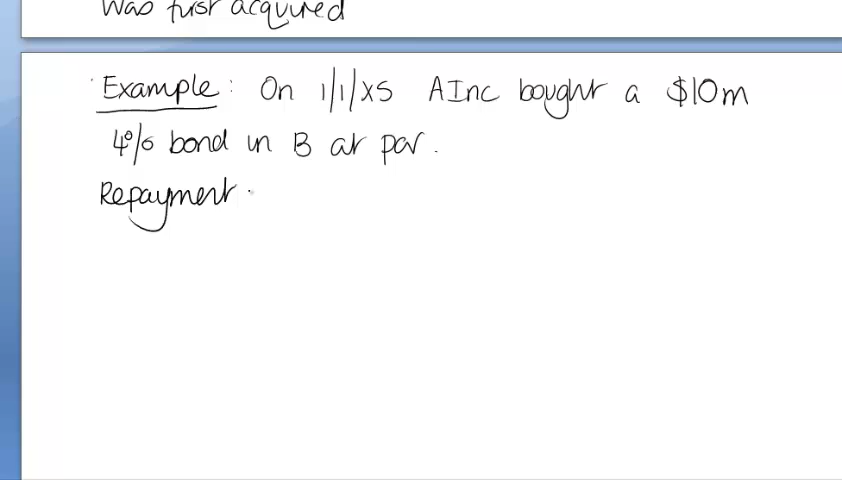 Was first acquired
Example: On 1/1/X5 A Inc bought a $10m
4% bond in B at par.
Repayment